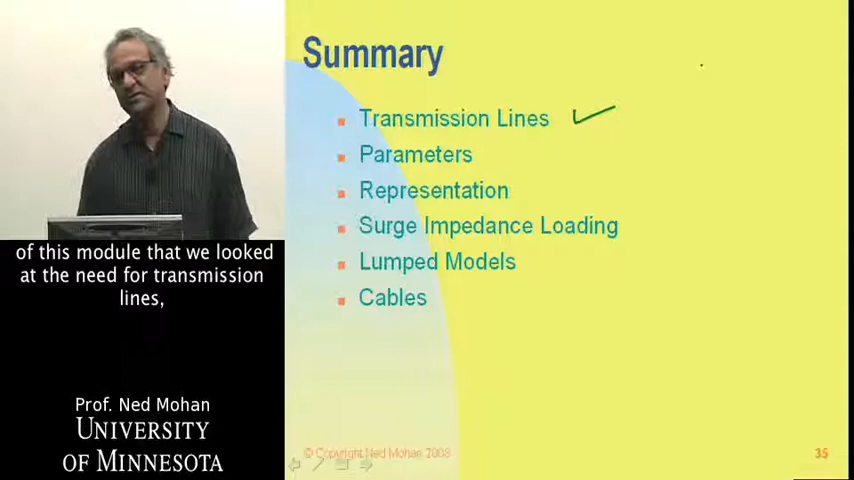 Summary
Transmission Lines
Parameters
Representation
Surge Impedance Loading
Lumped Models
Cables
of this module that we looked
at the need for transmission
lines,
Prof. Ned Mohan
UNIVERSITY
OF MINNESOTA
© Copyright Ned Mohan 2008
35